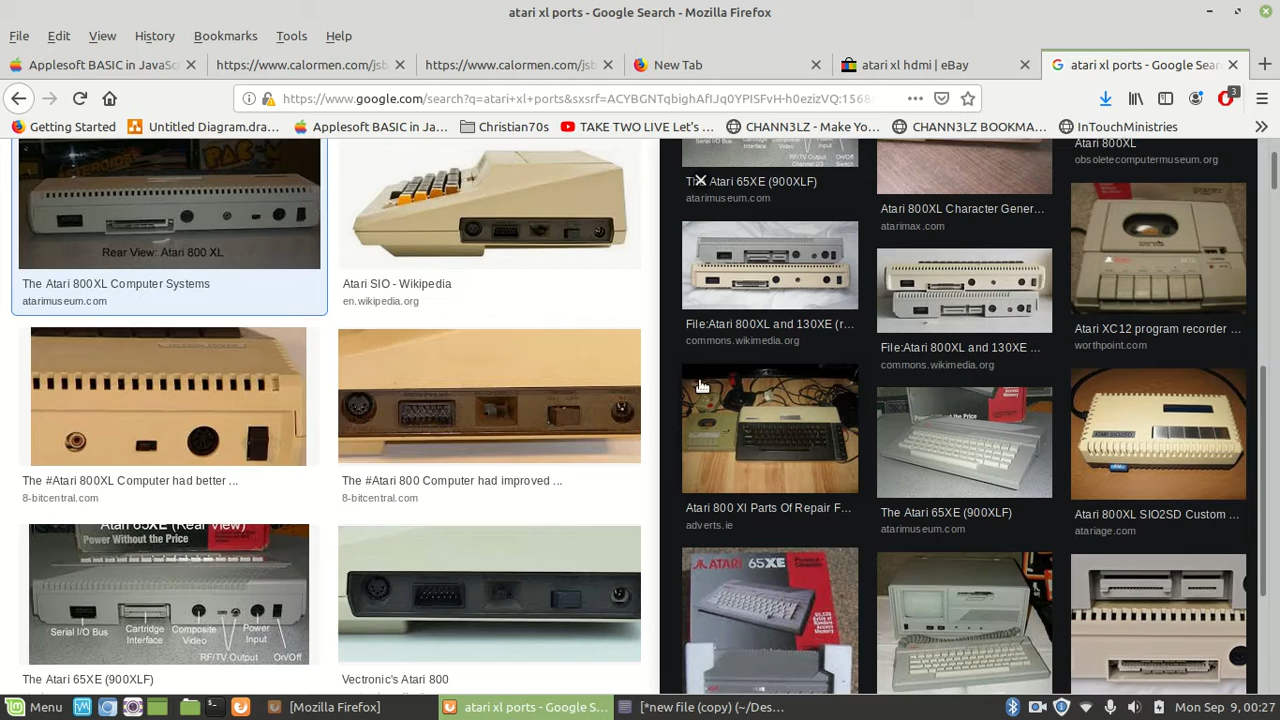 atari xl ports - Google Search - Mozilla Firefox
File Edit View History Bookmarks Tools Help
Applesoft BASIC in JavaSc
https://www.calormen.com/jsb
https://www.calormen.com/jsb
New Tab
atari xl hdmi | eBay
atari xl ports - Google Sear
https://www.google.com/search?q=atari+xl+ports&sxsrf=ACYBGNTqbighAfIJq0YPISFvH-h0ezizVQ:1568
3
Getting Started
Untitled Diagram.dra...
Applesoft BASIC in Ja...
Christian70s
TAKE TWO LIVE Let's ...
CHANN3LZ - Make Yo...
CHANN3LZ BOOKMA...
InTouchMinistries
Rear View: Atari 800 XL
The Atari 800XL Computer Systems
atarimuseum.com
Atari SIO - Wikipedia
en.wikipedia.org
The #Atari 800XL Computer had better ...
8-bitcentral.com
The #Atari 800 Computer had improved ...
8-bitcentral.com
Atari 65XE (Rear View)
Power Without the Price
Serial I/O Bus
Cartridge Interface
Composite Video
RF/TV Output
Power Input
On/Off
The Atari 65XE (900XLF)
Vectronic's Atari 800
The Atari 65XE (900XLF)
atarimuseum.com
File:Atari 800XL and 130XE (r...
commons.wikimedia.org
Atari 800 Xl Parts Of Repair F...
adverts.ie
ATARI 65XE
Atari 800XL Character Gener...
atarimax.com
File:Atari 800XL and 130XE ...
commons.wikimedia.org
The Atari 65XE (900XLF)
atarimuseum.com
Atari 800XL
obsoletecomputermuseum.org
Atari XC12 program recorder ...
worthpoint.com
Atari 800XL SIO2SD Custom ...
atariage.com
Menu
[Mozilla Firefox]
atari xl ports - Google S...
[*new file (copy) (~/Des...
Mon Sep 9, 00:27